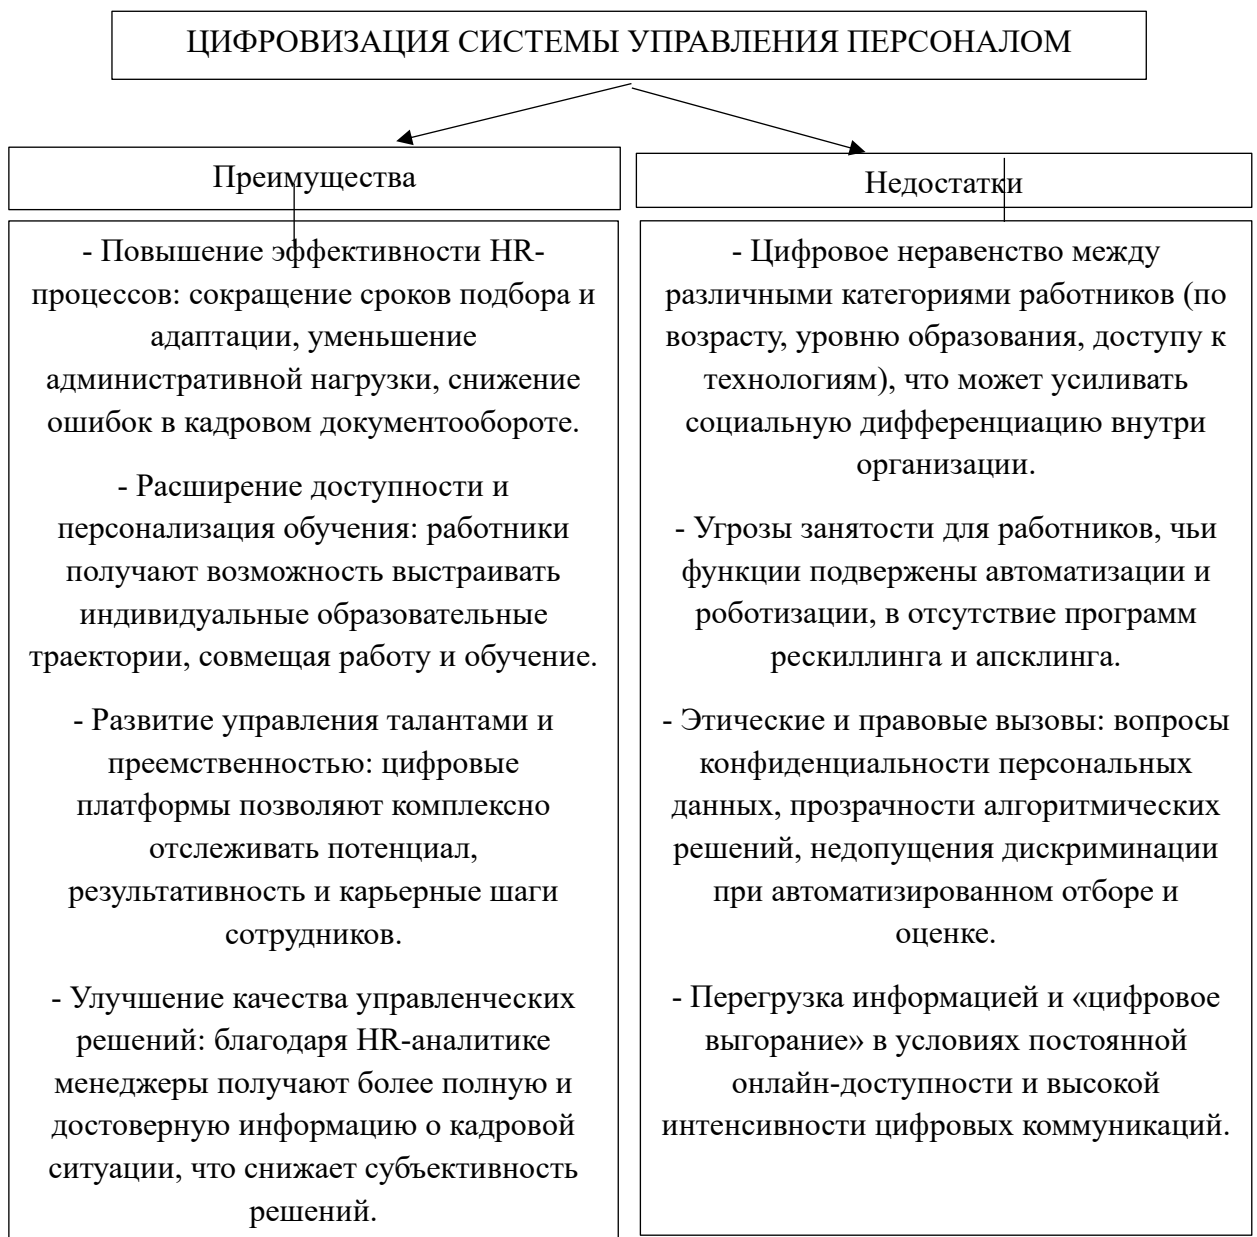 ЦИФРОВИЗАЦИЯ СИСТЕМЫ УПРАВЛЕНИЯ ПЕРСОНАЛОМ
Преимущества
- Повышение эффективности HR-
процессов: сокращение сроков подбора и
адаптации, уменьшение
административной нагрузки, снижение
ошибок в кадровом документообороте.
- Расширение доступности и
персонализация обучения: работники
получают возможность выстраивать
индивидуальные образовательные
траектории, совмещая работу и обучение.
- Развитие управления талантами и
преемственностью: цифровые
платформы позволяют комплексно
отслеживать потенциал,
результативность и карьерные шаги
сотрудников.
- Улучшение качества управленческих
решений: благодаря HR-аналитике
менеджеры получают более полную и
достоверную информацию о кадровой
ситуации, что снижает субъективность
решений.
Недостатки
- Цифровое неравенство между
различными категориями работников (по
возрасту, уровню образования, доступу к
технологиям), что может усиливать
социальную дифференциацию внутри
организации.
- Угрозы занятости для работников, чьи
функции подвержены автоматизации и
роботизации, в отсутствие программ
рескиллинга и апсклинга.
- Этические и правовые вызовы: вопросы
конфиденциальности персональных
данных, прозрачности алгоритмических
решений, недопущения дискриминации
при автоматизированном отборе и
оценке.
- Перегрузка информацией и «цифровое
выгорание» в условиях постоянной
онлайн-доступности и высокой
интенсивности цифровых коммуникаций.